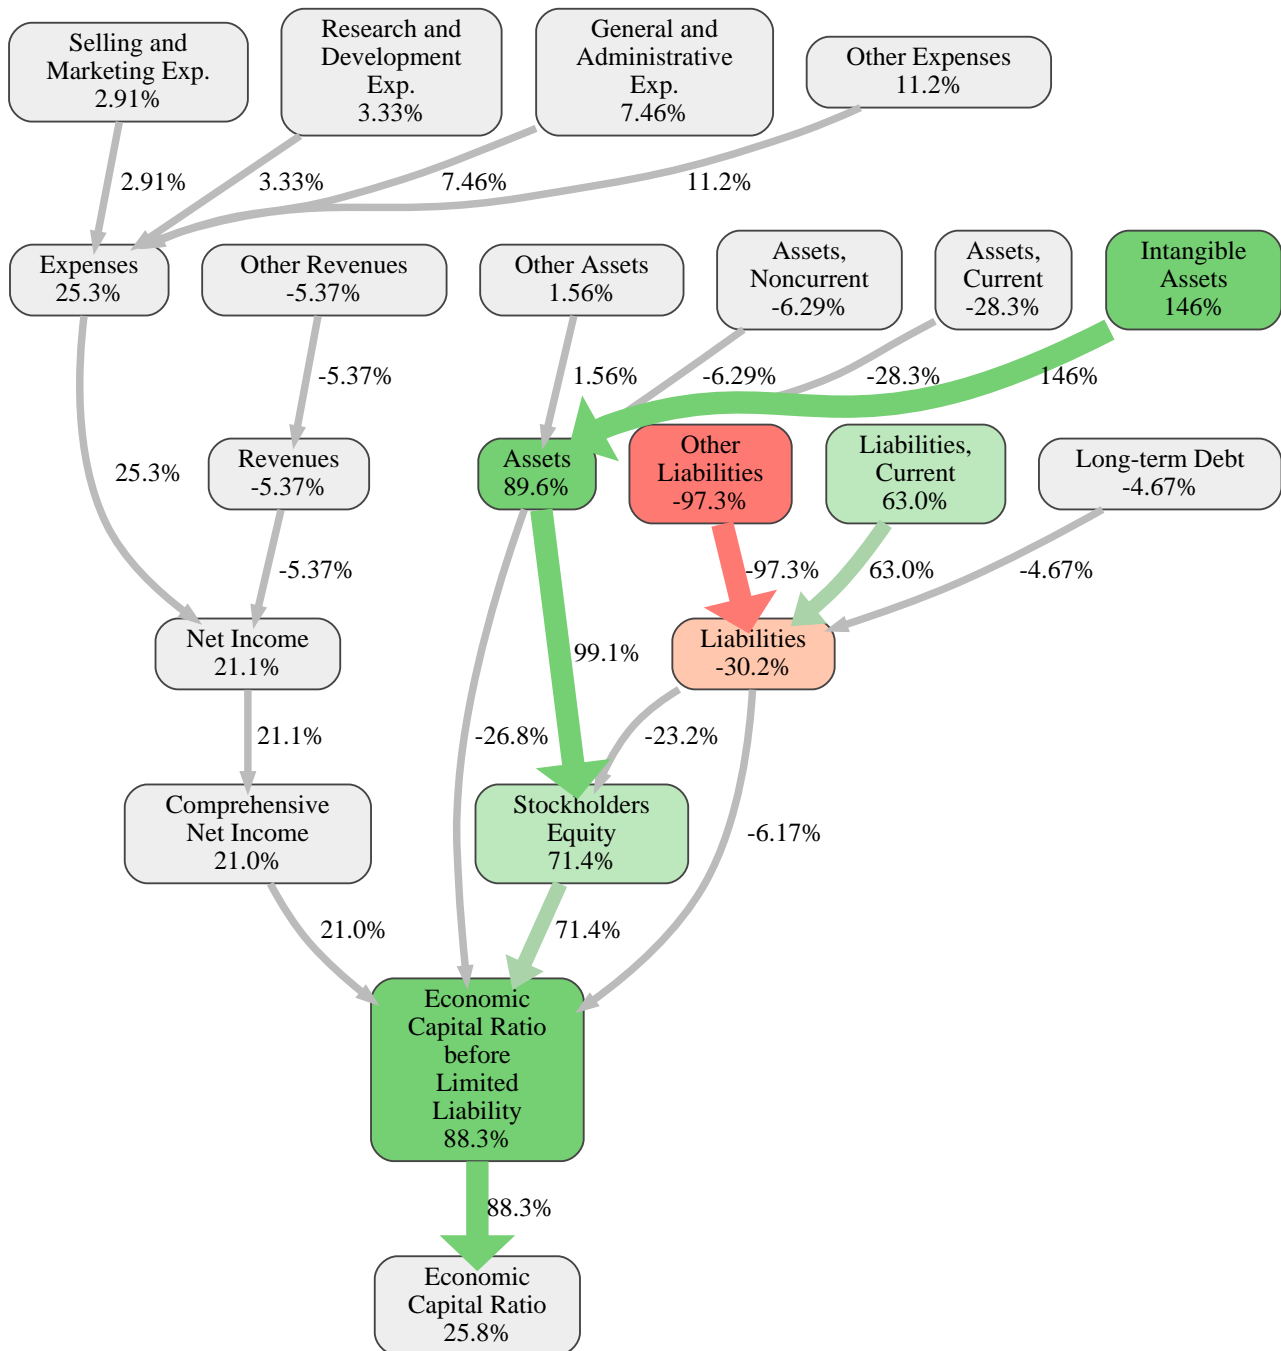 Selling and
Marketing Exp.
2.91%
Research and
Development
Exp.
3.33%
General and
Administrative
Exp.
7.46%
Other Expenses
11.2%
2.91%
3.33%
7.46%
11.2%
Expenses
25.3%
Other Revenues
-5.37%
Other Assets
1.56%
Assets,
Noncurrent
-6.29%
Assets,
Current
-28.3%
Intangible
Assets
146%
-5.37%
1.56%
-6.29%
-28.3%
146%
25.3%
Revenues
-5.37%
Assets
89.6%
Other
Liabilities
-97.3%
Liabilities,
Current
63.0%
Long-term Debt
-4.67%
-5.37%
-97.3%
63.0%
-4.67%
Net Income
21.1%
99.1%
Liabilities
-30.2%
21.1%
-26.8%
-23.2%
Comprehensive
Net Income
21.0%
Stockholders
Equity
71.4%
-6.17%
21.0%
71.4%
Economic
Capital Ratio
before
Limited
Liability
88.3%
88.3%
Economic
Capital Ratio
25.8%